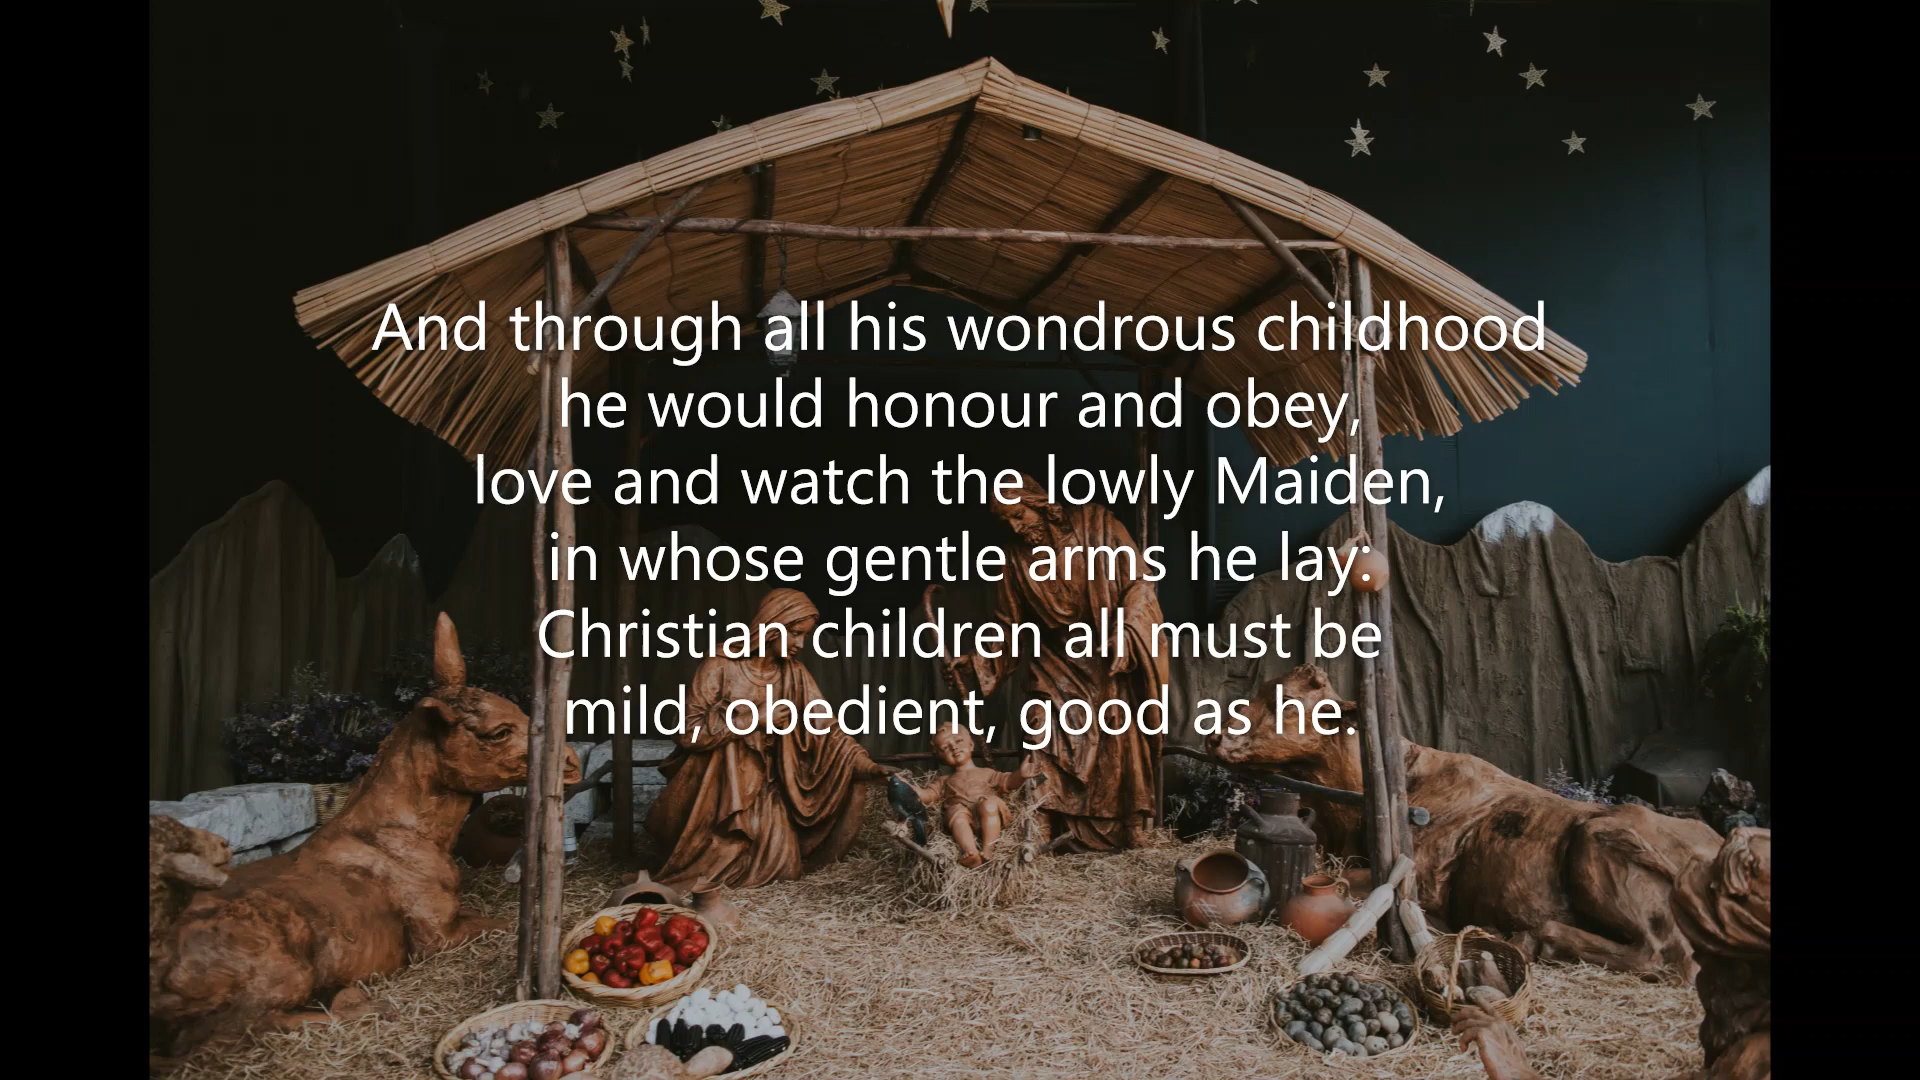 And through all his wondrous childhood
he would honour and obey,
love and watch the lowly Maiden,
in whose gentle arms he lay:
Christian children all must be
mild, obedient, good as he.